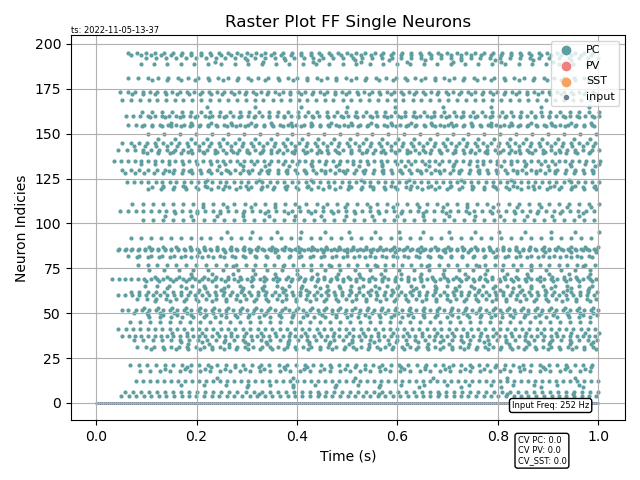 Raster Plot FF Single Neurons
ts: 2022-11-05-13-37
PC
PV
SST
input
Neuron Indicies
200
175
150
125
100
75
50
25
0
Input Freq: 252 Hz
0.0 0.2 0.4 0.6 0.8 1.0
Time (s)
CV PC: 0.0
CV PV: 0.0
CV_SST: 0.0